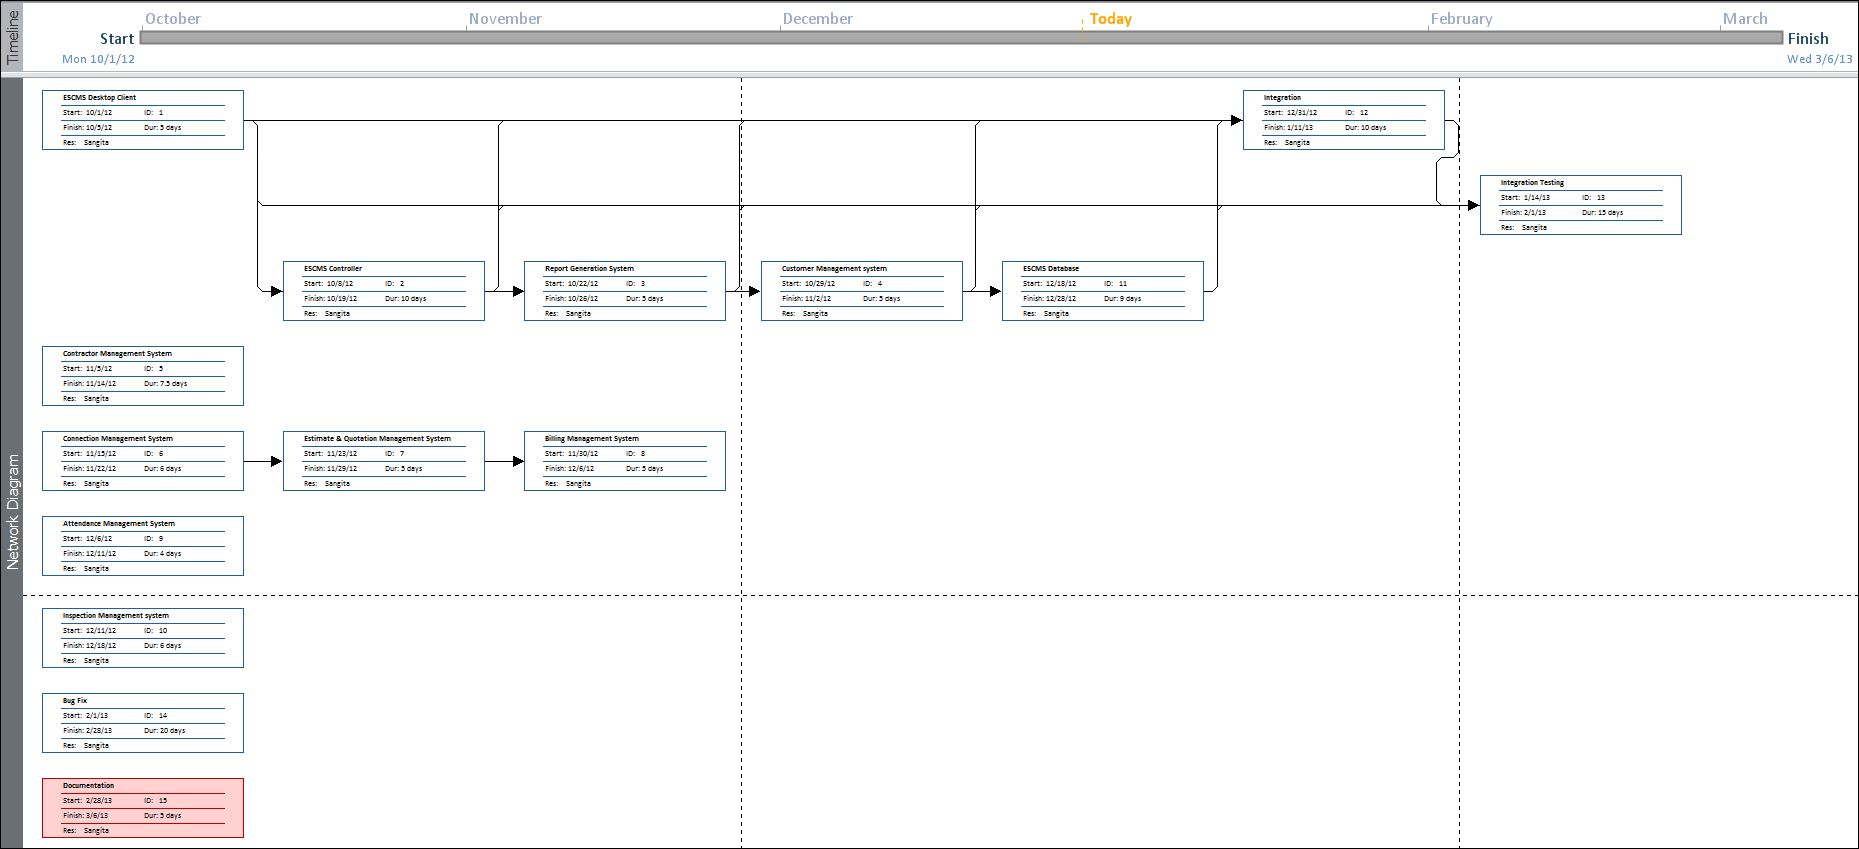 Timeline
October November December Today February March
Start Finish
Mon 10/1/12 Wed 3/6/13
Network Diagram
ESCMS Desktop Client
Start: 10/1/12 ID: 1
Finish: 10/5/12 Dur: 5 days
Res: Sangita
Integration
Start: 12/31/12 ID: 12
Finish: 1/11/13 Dur: 10 days
Res: Sangita
Integration Testing
Start: 1/14/13 ID: 13
Finish: 2/1/13 Dur: 15 days
Res: Sangita
ESCMS Controller
Start: 10/8/12 ID: 2
Finish: 10/19/12 Dur: 10 days
Res: Sangita
Report Generation System
Start: 10/22/12 ID: 3
Finish: 10/26/12 Dur: 5 days
Res: Sangita
Customer Management system
Start: 10/29/12 ID: 4
Finish: 11/2/12 Dur: 5 days
Res: Sangita
ESCMS Database
Start: 12/18/12 ID: 11
Finish: 12/28/12 Dur: 9 days
Res: Sangita
Contractor Management System
Start: 11/5/12 ID: 5
Finish: 11/14/12 Dur: 7.5 days
Res: Sangita
Connection Management System
Start: 11/15/12 ID: 6
Finish: 11/22/12 Dur: 6 days
Res: Sangita
Estimate & Quotation Management System
Start: 11/23/12 ID: 7
Finish: 11/29/12 Dur: 5 days
Res: Sangita
Billing Management System
Start: 11/30/12 ID: 8
Finish: 12/6/12 Dur: 5 days
Res: Sangita
Attendance Management System
Start: 12/6/12 ID: 9
Finish: 12/11/12 Dur: 4 days
Res: Sangita
Inspection Management system
Start: 12/11/12 ID: 10
Finish: 12/18/12 Dur: 6 days
Res: Sangita
Bug Fix
Start: 2/1/13 ID: 14
Finish: 2/28/13 Dur: 20 days
Res: Sangita
Documentation
Start: 2/28/13 ID: 15
Finish: 3/6/13 Dur: 5 days
Res: Sangita